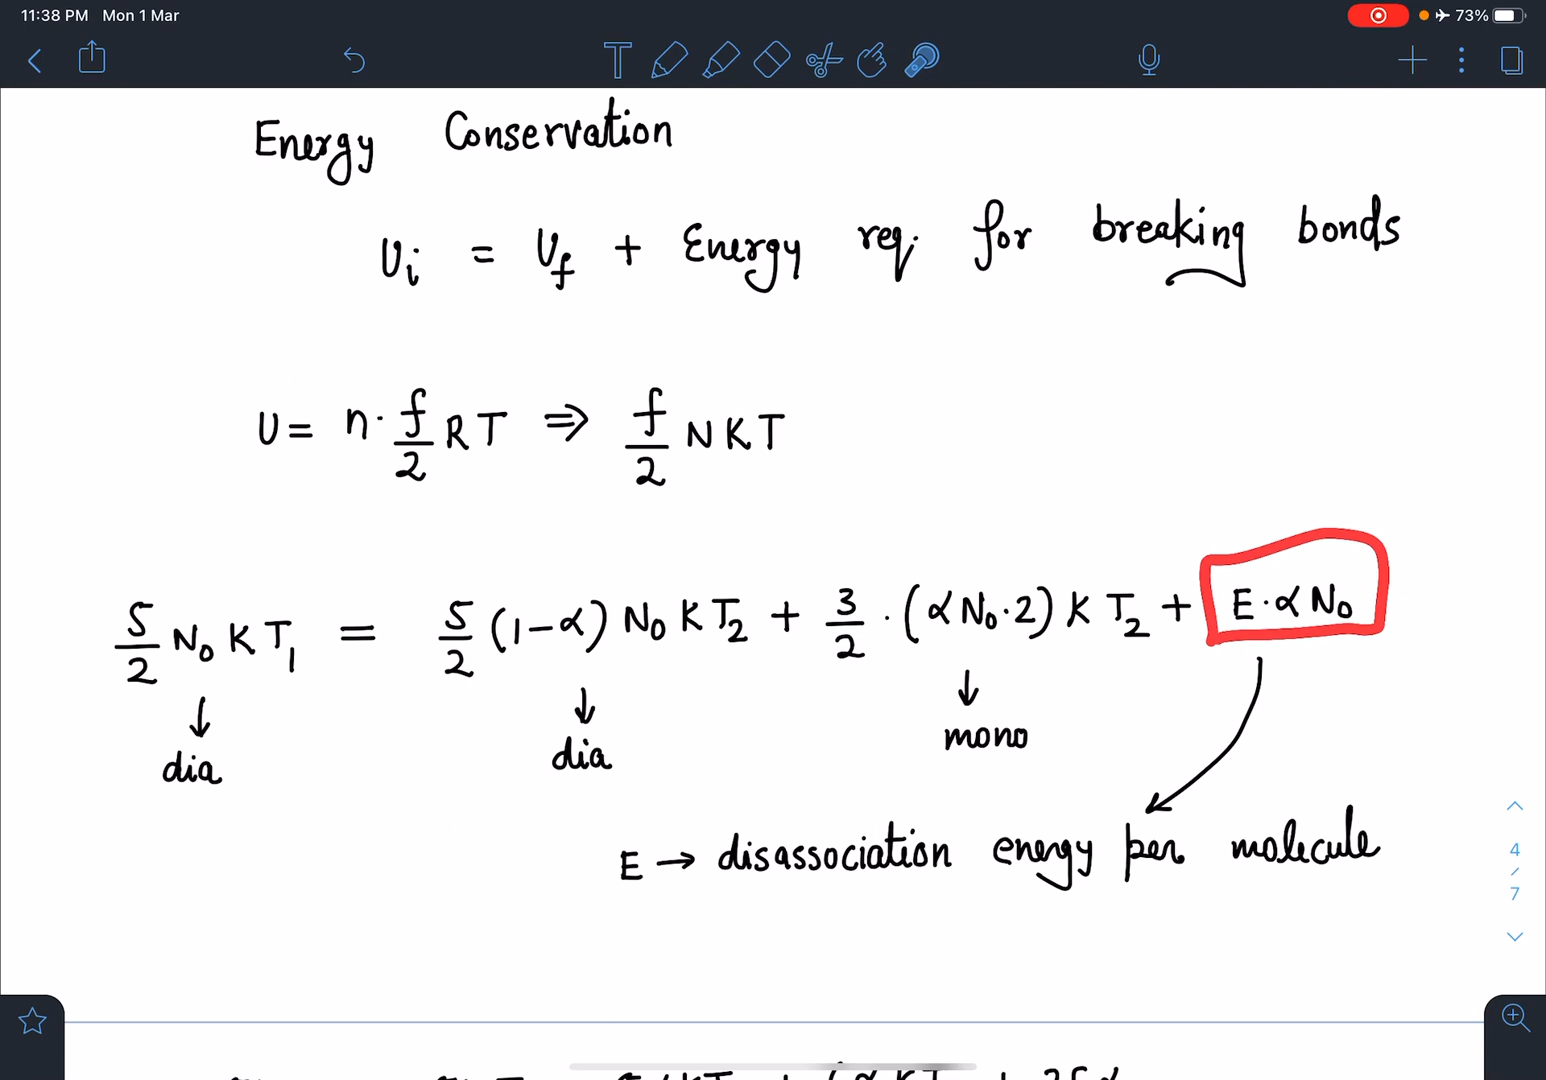 11:38 PM Mon 1 Mar 73%
Energy Conservation
Ui = Uf + Energy req. for breaking bonds
U = n · f/2 RT ⇒ f/2 NKT
5/2 N₀ K T₁ = 5/2 (1-α) N₀ K T₂ + 3/2 · (α N₀ · 2) K T₂ + E · α N₀
↓ dia ↓ dia ↓ mono
E → disassociation energy per molecule
4
/
7